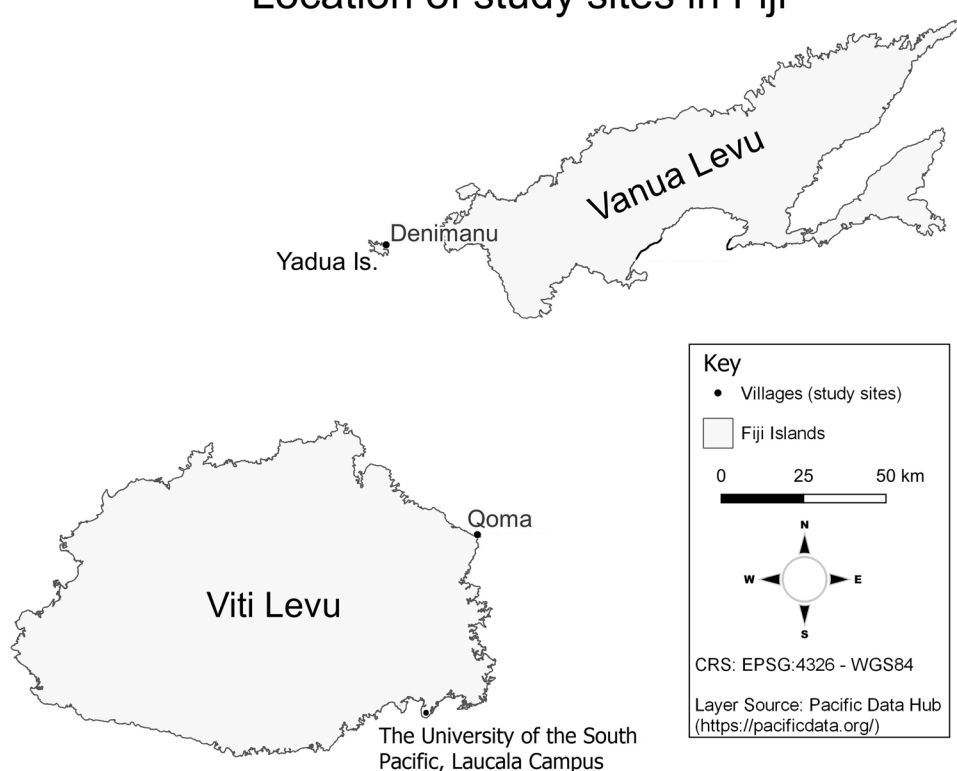 Location of study sites in Fiji
Vanua Levu
Denimanu
Yadua Is.
Key
Villages (study sites)
Fiji Islands
0 25 50 km
N
W E
S
CRS: EPSG:4326 - WGS84
Layer Source: Pacific Data Hub
(https://pacificdata.org/)
Qoma
Viti Levu
The University of the South
Pacific, Laucala Campus